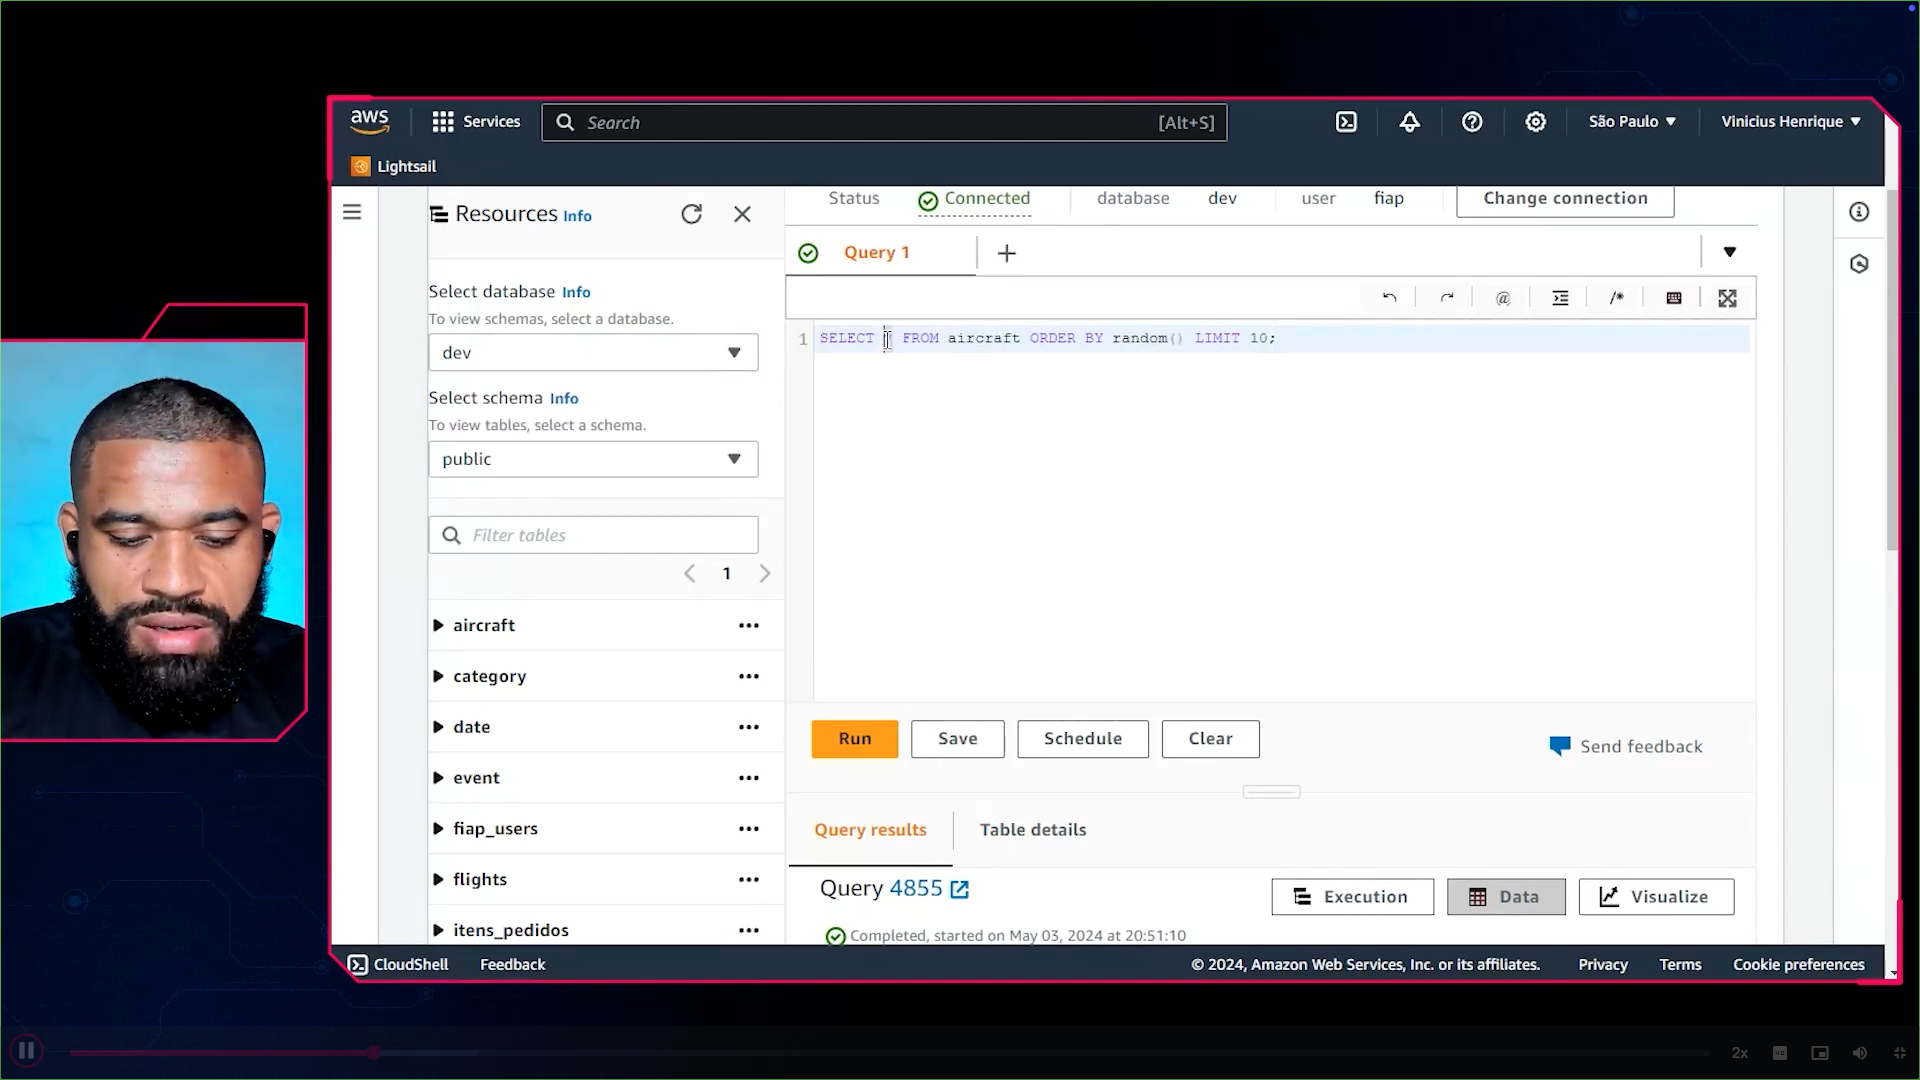 aws
Services
Search
[Alt+S]
São Paulo
Vinicius Henrique
Lightsail
Resources Info
Status
Connected
database
dev
user
fiap
Change connection
Query 1
Select database Info
To view schemas, select a database.
dev
Select schema Info
To view tables, select a schema.
public
Filter tables
1
aircraft
category
date
event
fiap_users
flights
itens_pedidos
@
/*
1
SELECT * FROM aircraft ORDER BY random() LIMIT 10;
Run
Save
Schedule
Clear
Send feedback
Query results
Table details
Query 4855
Execution
Data
Visualize
Completed, started on May 03, 2024 at 20:51:10
CloudShell
Feedback
© 2024, Amazon Web Services, Inc. or its affiliates.
Privacy
Terms
Cookie preferences
2x